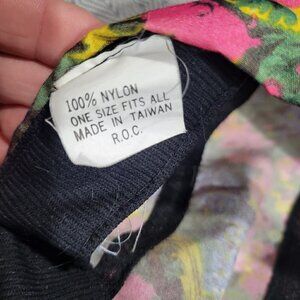 100% NYLON
ONE SIZE FITS ALL
MADE IN TAIWAN
R.O.C.